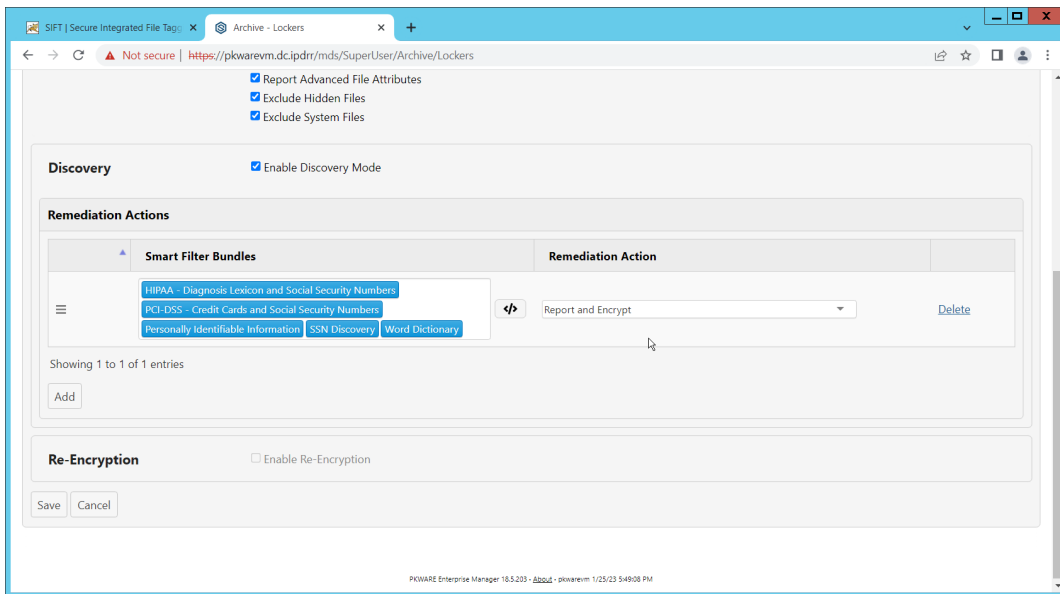 SIFT | Secure Integrated File Tagg
Archive - Lockers
Not secure | https://pkwarevm.dc.ipdrr/mds/SuperUser/Archive/Lockers
Report Advanced File Attributes
Exclude Hidden Files
Exclude System Files
Discovery
Enable Discovery Mode
Remediation Actions
Smart Filter Bundles
Remediation Action
HIPAA - Diagnosis Lexicon and Social Security Numbers
PCI-DSS - Credit Cards and Social Security Numbers
Personally Identifiable Information
SSN Discovery
Word Dictionary
</>
Report and Encrypt
Delete
Showing 1 to 1 of 1 entries
Add
Re-Encryption
Enable Re-Encryption
Save
Cancel
PKWARE Enterprise Manager 18.5.203 - About - pkwarevm 1/25/23 5:49:08 PM